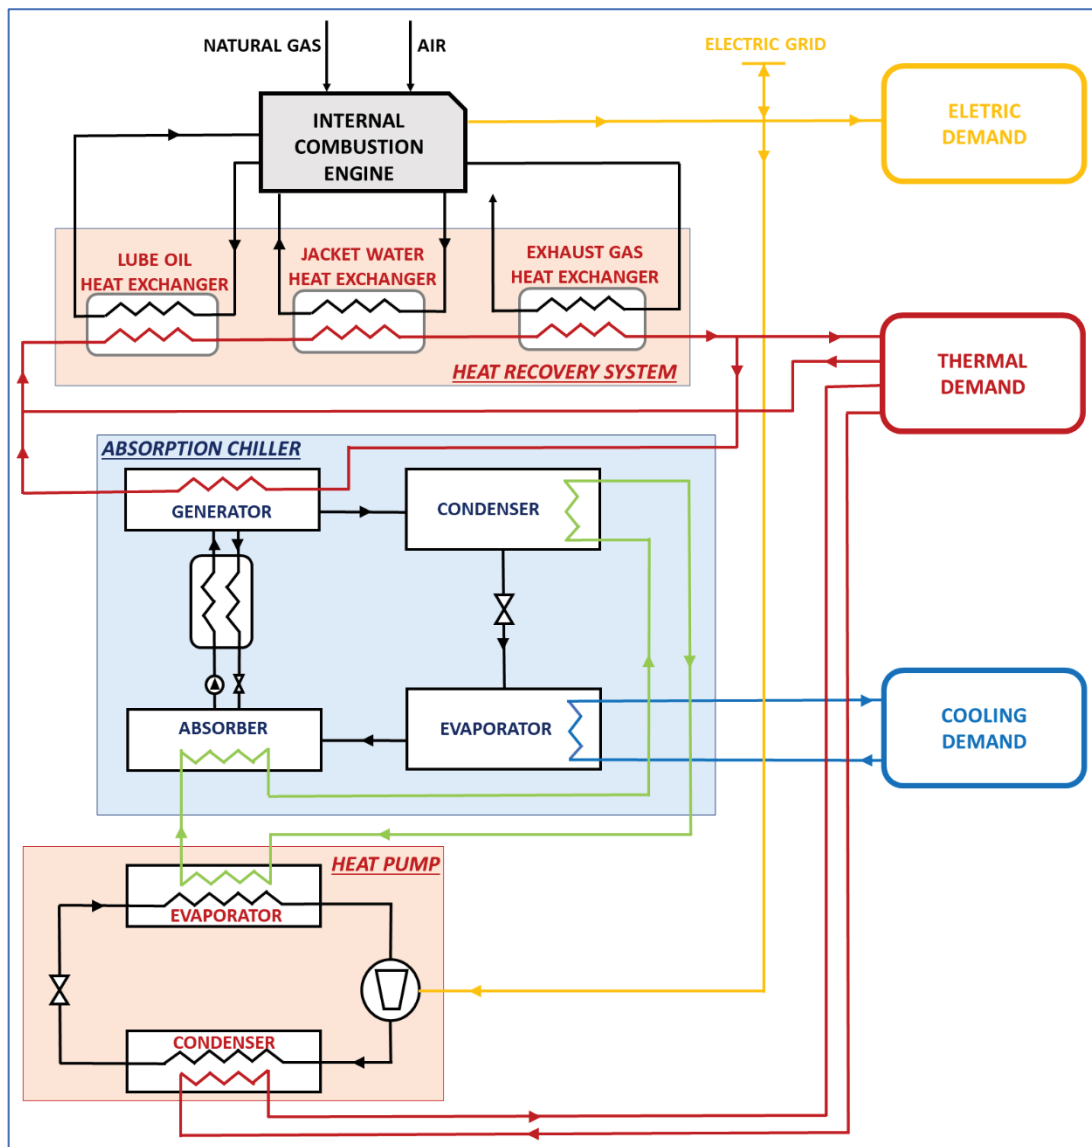 NATURAL GAS
AIR
ELECTRIC GRID
INTERNAL
COMBUSTION
ENGINE
ELETRIC
DEMAND
LUBE OIL
HEAT EXCHANGER
JACKET WATER
HEAT EXCHANGER
EXHAUST GAS
HEAT EXCHANGER
HEAT RECOVERY SYSTEM
THERMAL
DEMAND
ABSORPTION CHILLER
GENERATOR
CONDENSER
ABSORBER
EVAPORATOR
COOLING
DEMAND
HEAT PUMP
EVAPORATOR
CONDENSER